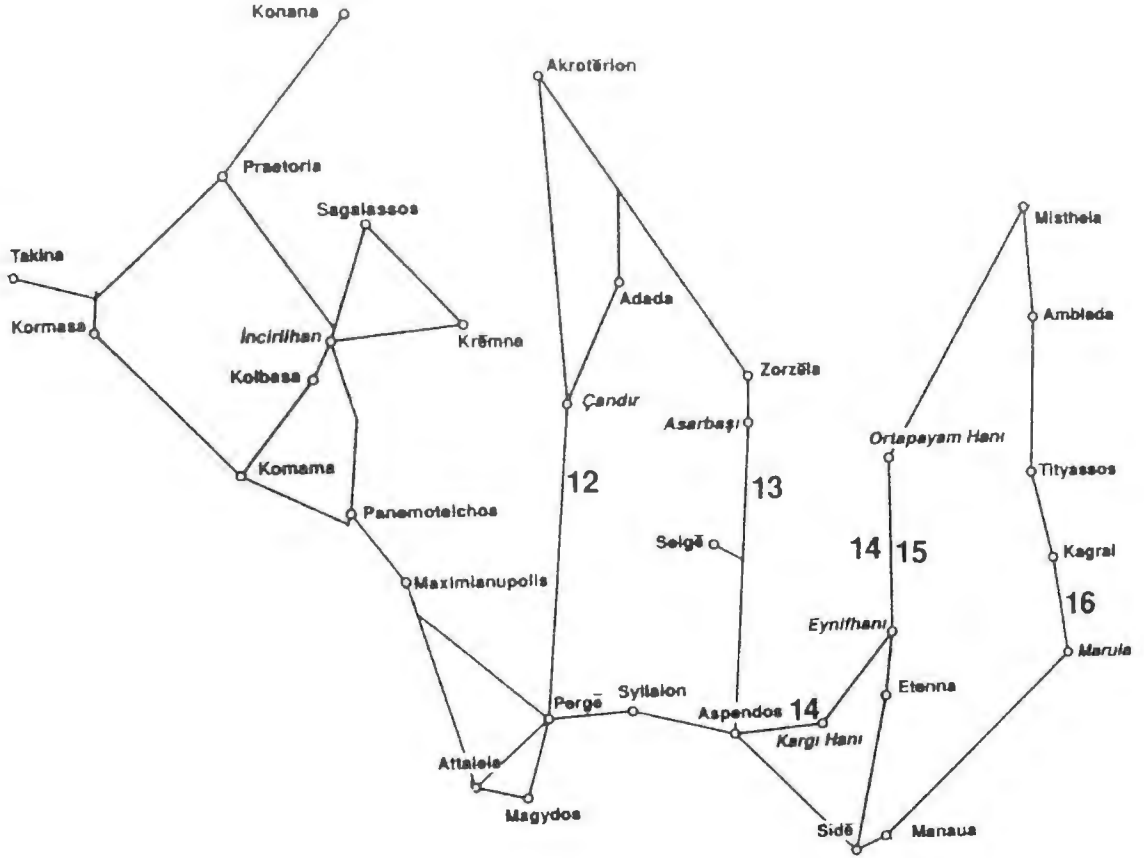 Konana
Akrotērion
Praetoria
Sagalassos
Misthela
Takina
Adada
Amblada
Kormasa
İncirlihan
Krēmna
Kolbasa
Zorzēla
Çandır
Asarbaşı
Ortapayam Hanı
Komama
12
13
Tityassos
Panemoteichos
Selgē
14
15
Kagrai
Maximianupolis
16
Eynifhanı
Marula
Etenna
Pergē
Syllaion
Aspendos
14
Kargı Hanı
Attaleia
Magydos
Sidē
Manaua